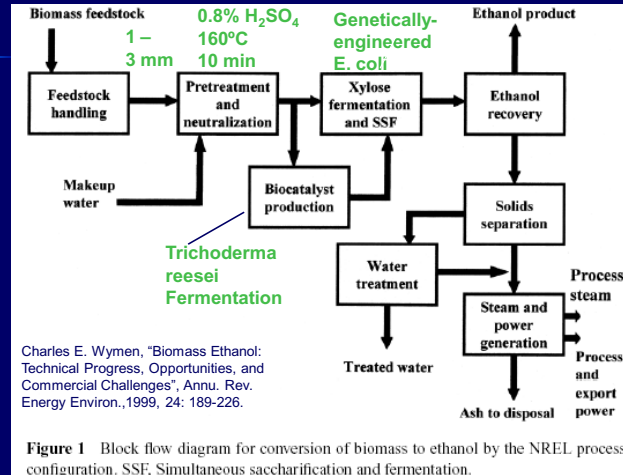 Biomass feedstock
1 –
3 mm
0.8% H₂SO₄
160ºC
10 min
Genetically-
engineered
E. coli
Ethanol product
Feedstock
handling
Pretreatment
and
neutralization
Xylose
fermentation
and SSF
Ethanol
recovery
Makeup
water
Biocatalyst
production
Solids
separation
Trichoderma
reesei
Fermentation
Water
treatment
Steam and
power
generation
Process
steam
Process
and
export
power
Treated water
Ash to disposal
Charles E. Wymen, “Biomass Ethanol:
Technical Progress, Opportunities, and
Commercial Challenges”, Annu. Rev.
Energy Environ.,1999, 24: 189-226.
Figure 1 Block flow diagram for conversion of biomass to ethanol by the NREL process
configuration. SSF, Simultaneous saccharification and fermentation.